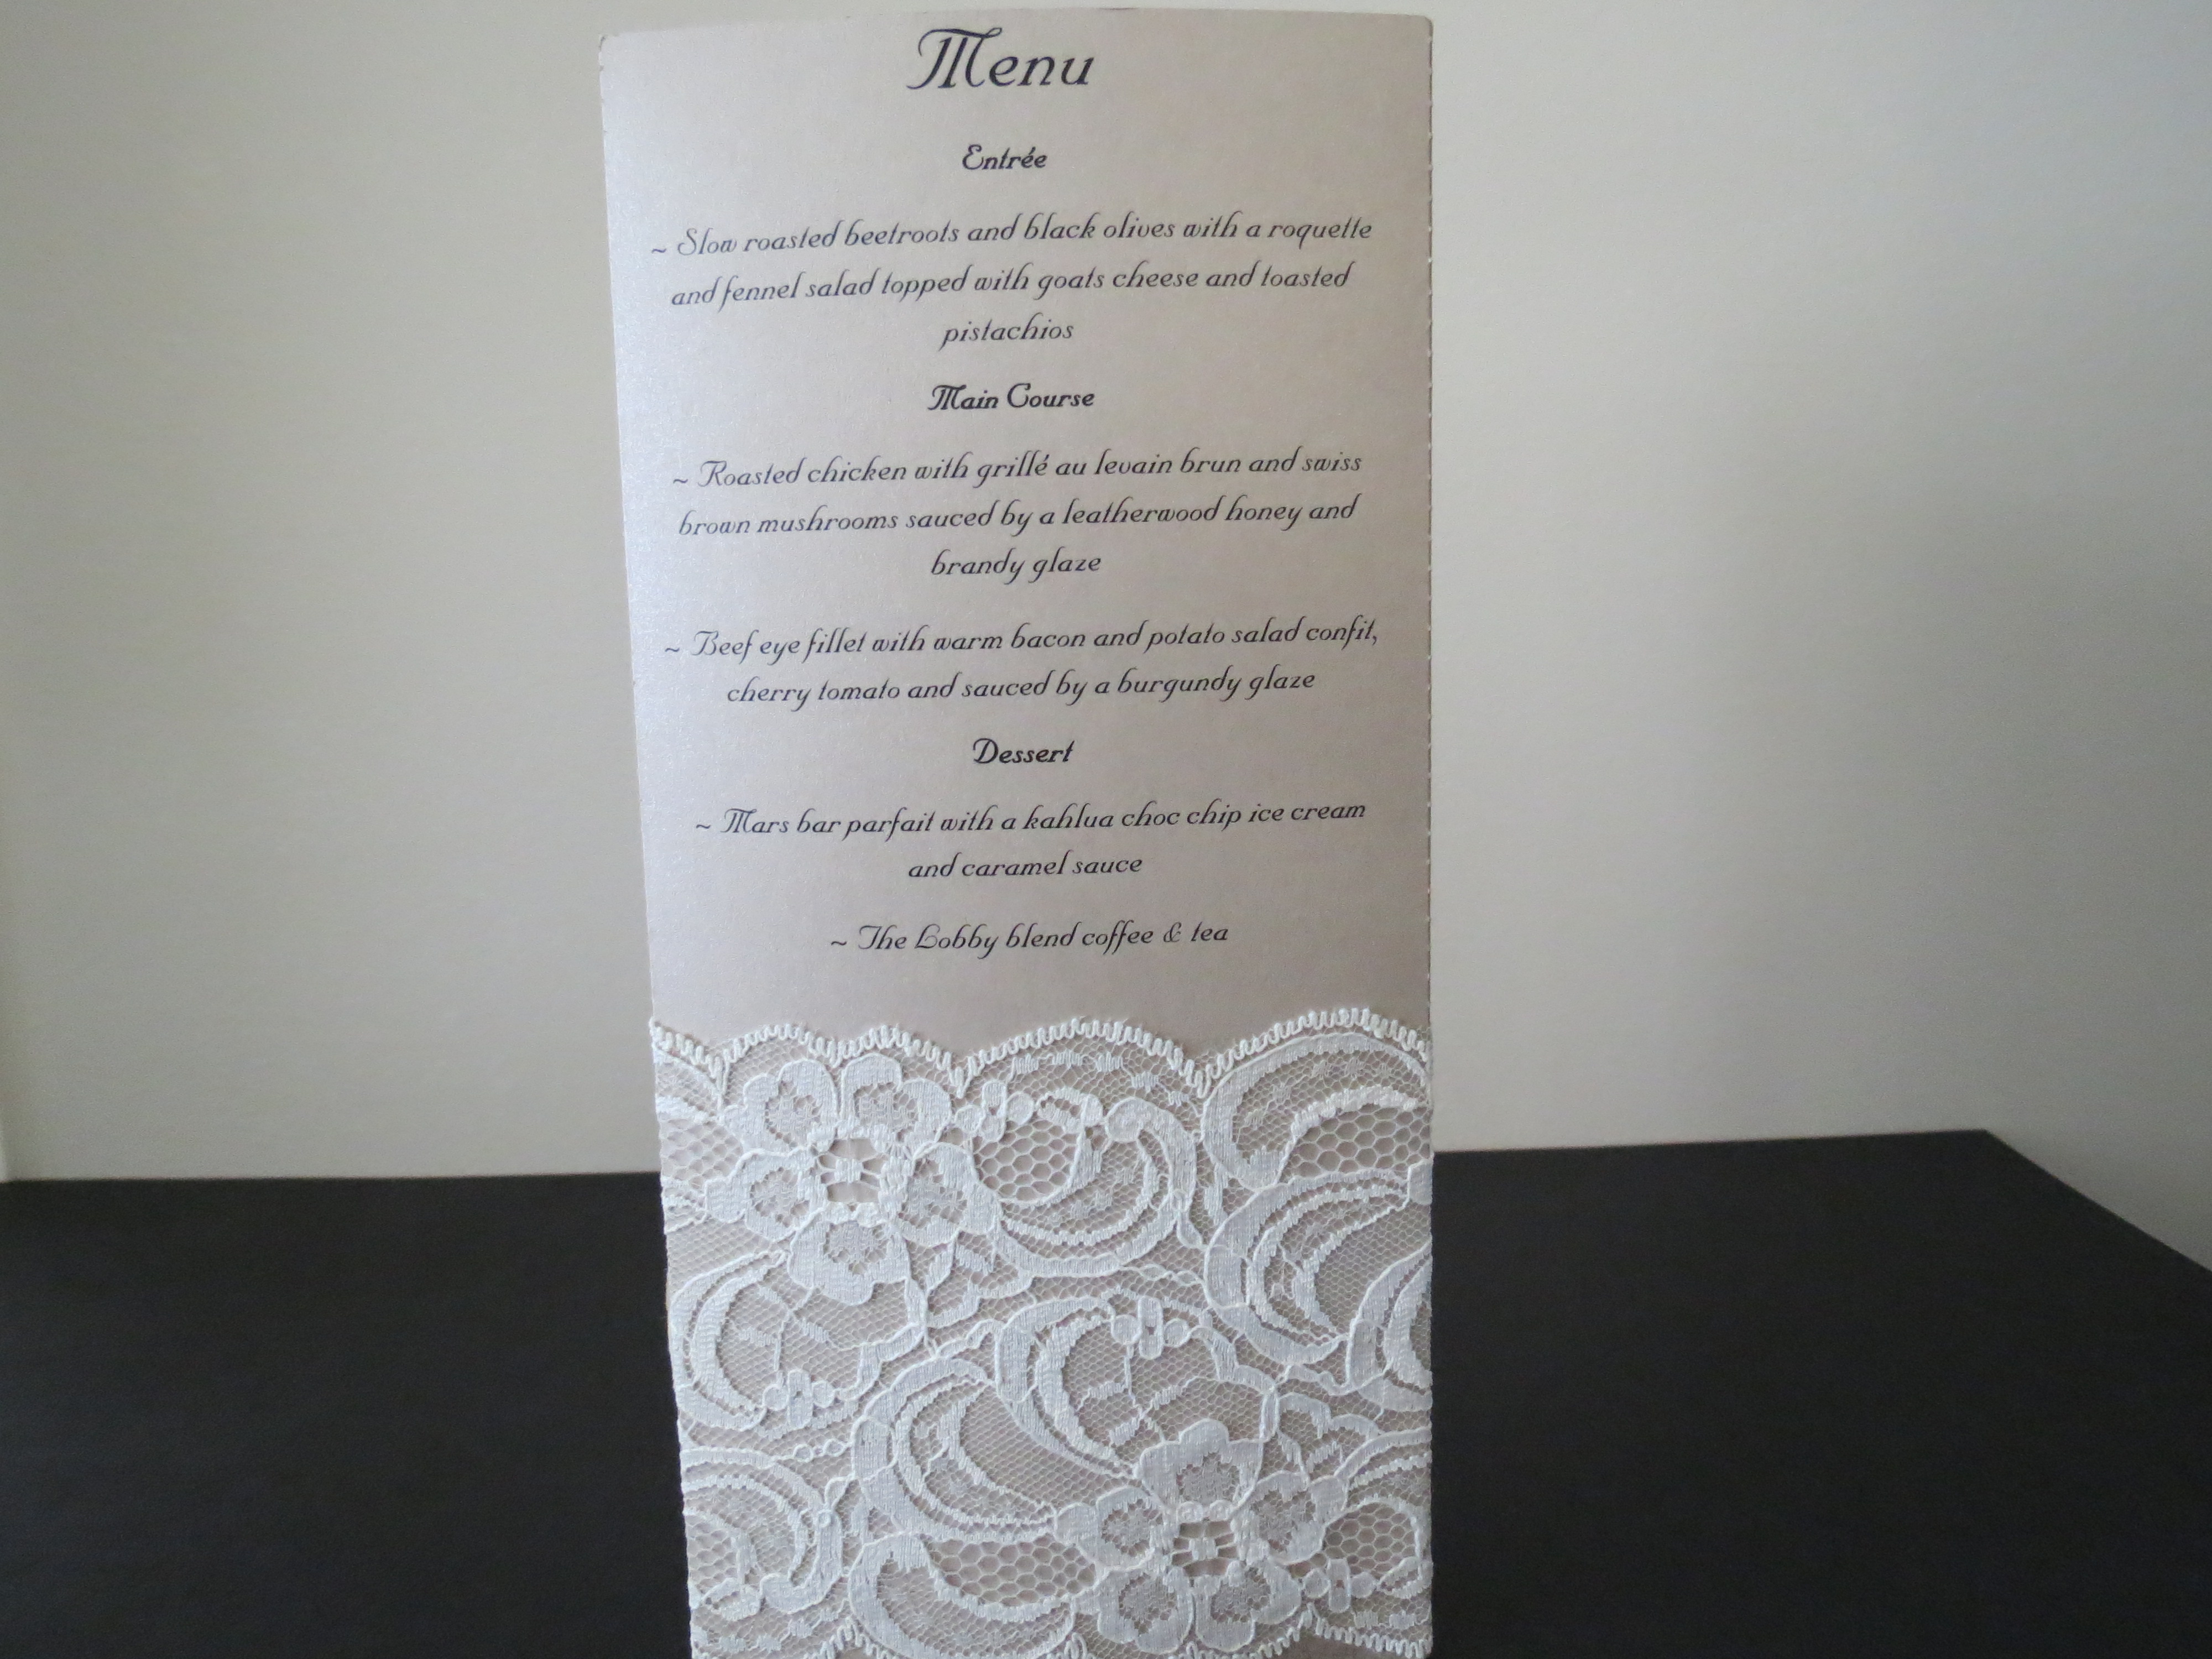 Menu
Entrée
~ Slow roasted beetroots and black olives with a roquette
and fennel salad topped with goats cheese and toasted
pistachios
Main Course
~ Roasted chicken with grillé au levain brun and swiss
brown mushrooms sauced by a leatherwood honey and
brandy glaze
~ Beef eye fillet with warm bacon and potato salad confit,
cherry tomato and sauced by a burgundy glaze
Dessert
~ Mars bar parfait with a kahlua choc chip ice cream
and caramel sauce
~ The Lobby blend coffee & tea